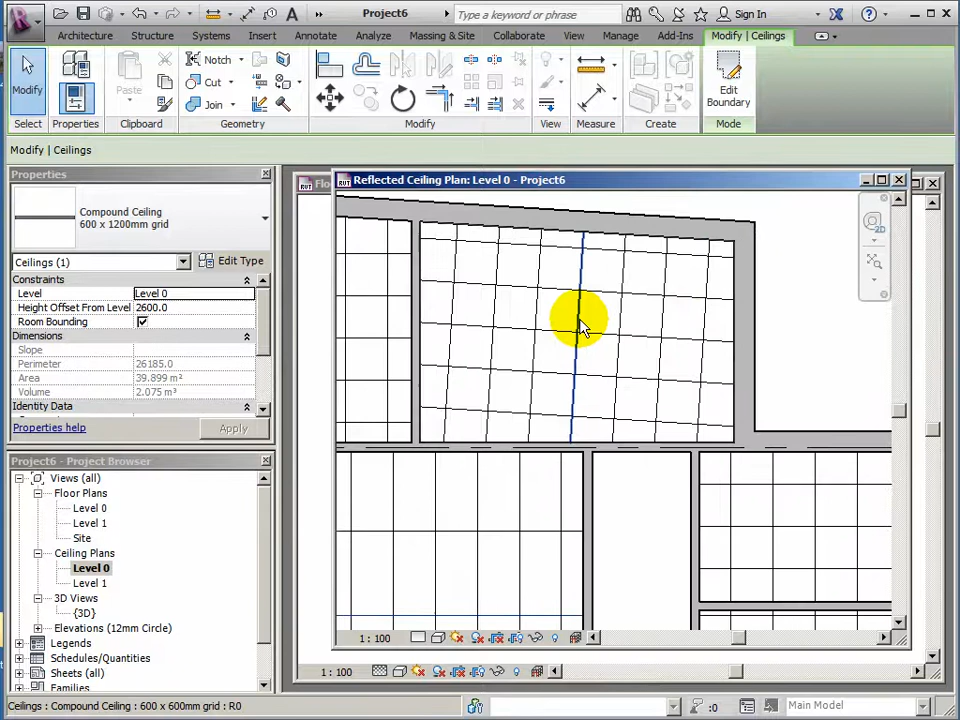 Project6
Type a keyword or phrase
Sign In
Architecture
Structure
Systems
Insert
Annotate
Analyze
Massing & Site
Collaborate
View
Manage
Add-Ins
Modify | Ceilings
Modify
Paste
Notch
Cut
Join
Edit
Boundary
Select
Properties
Clipboard
Geometry
Modify
View
Measure
Create
Mode
Modify | Ceilings
Properties
Compound Ceiling
600 x 1200mm grid
Ceilings (1)
Edit Type
Constraints
Level
Level 0
Height Offset From Level
2600.0
Room Bounding
Dimensions
Slope
Perimeter
26185.0
Area
39.899 m²
Volume
2.075 m³
Identity Data
Properties help
Apply
Project6 - Project Browser
Views (all)
Floor Plans
Level 0
Level 1
Site
Ceiling Plans
Level 0
Level 1
3D Views
{3D}
Elevations (12mm Circle)
Legends
Schedules/Quantities
Sheets (all)
Families
RVT
Floo
RVT
Reflected Ceiling Plan: Level 0 - Project6
2D
1 : 100
1 : 100
Ceilings : Compound Ceiling : 600 x 600mm grid : R0
:0
Main Model